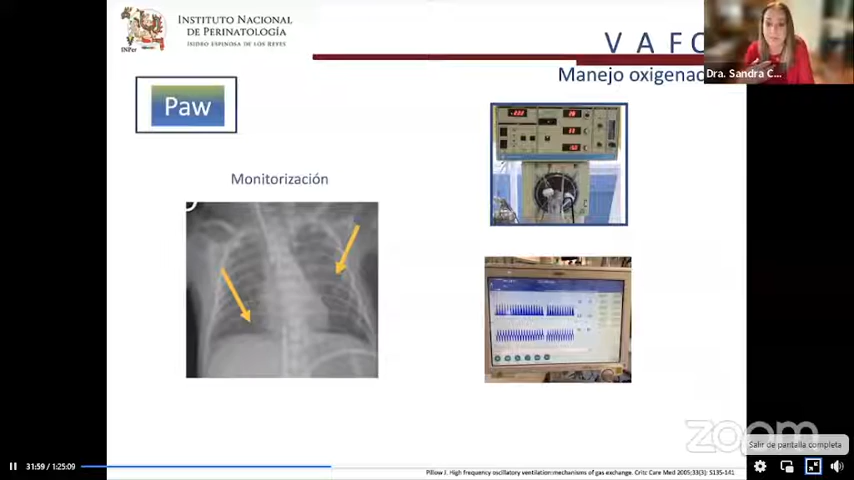 INSTITUTO NACIONAL
DE PERINATOLOGÍA
ISIDRO ESPINOSA DE LOS REYES
INPer
V A F
Dra. Sandra C...
Manejo oxigenac
Paw
Monitorización
zoom
Salir de pantalla completa
31:59 / 1:25:09
Pillow J. High frequency oscillatory ventilation:mechanisms of gas exchange. Critc Care Med 2005;33(3): S135-141